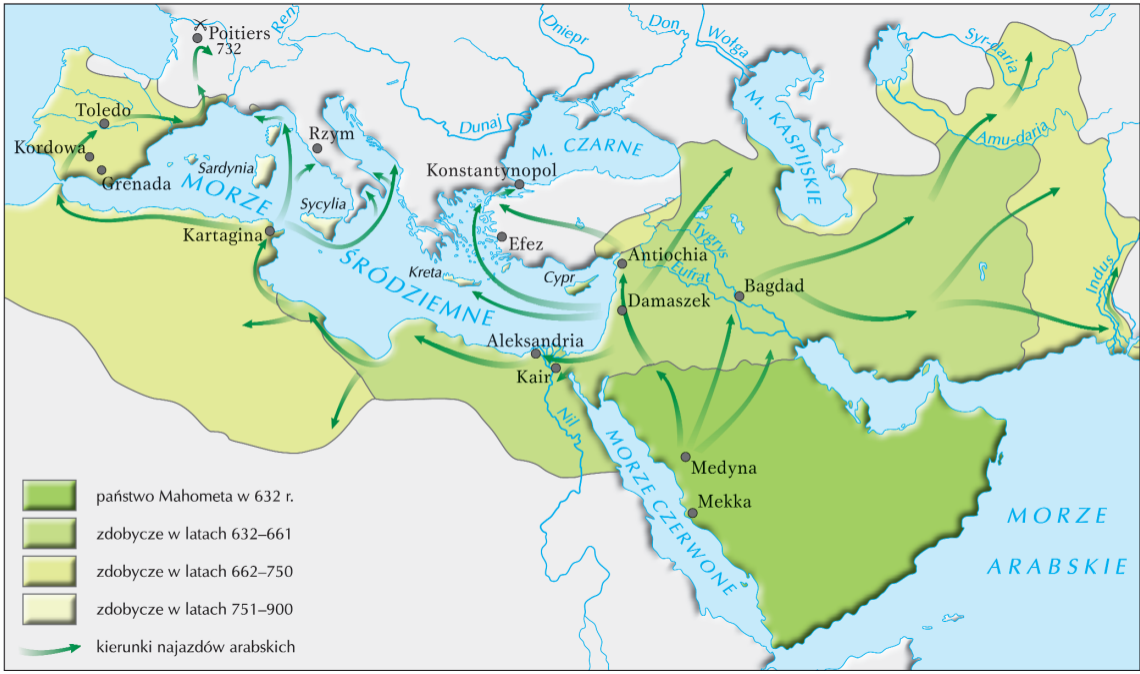 Poitiers
732
Ren
Dniepr
Don
Wołga
Syr-daria
Toledo
Kordowa
Grenada
Rzym
Sardynia
MORZE
ŚRÓDZIEMNE
Sycylia
Kartagina
Dunaj
M. CZARNE
Konstantynopol
M. KASPIJSKIE
Amu-daria
Efez
Kreta
Cypr
Antiochia
Tygrys
Eufrat
Damaszek
Bagdad
Indus
Aleksandria
Kair
Nil
MORZE CZERWONE
Medyna
Mekka
MORZE
ARABSKIE
państwo Mahometa w 632 r.
zdobycze w latach 632–661
zdobycze w latach 662–750
zdobycze w latach 751–900
kierunki najazdów arabskich